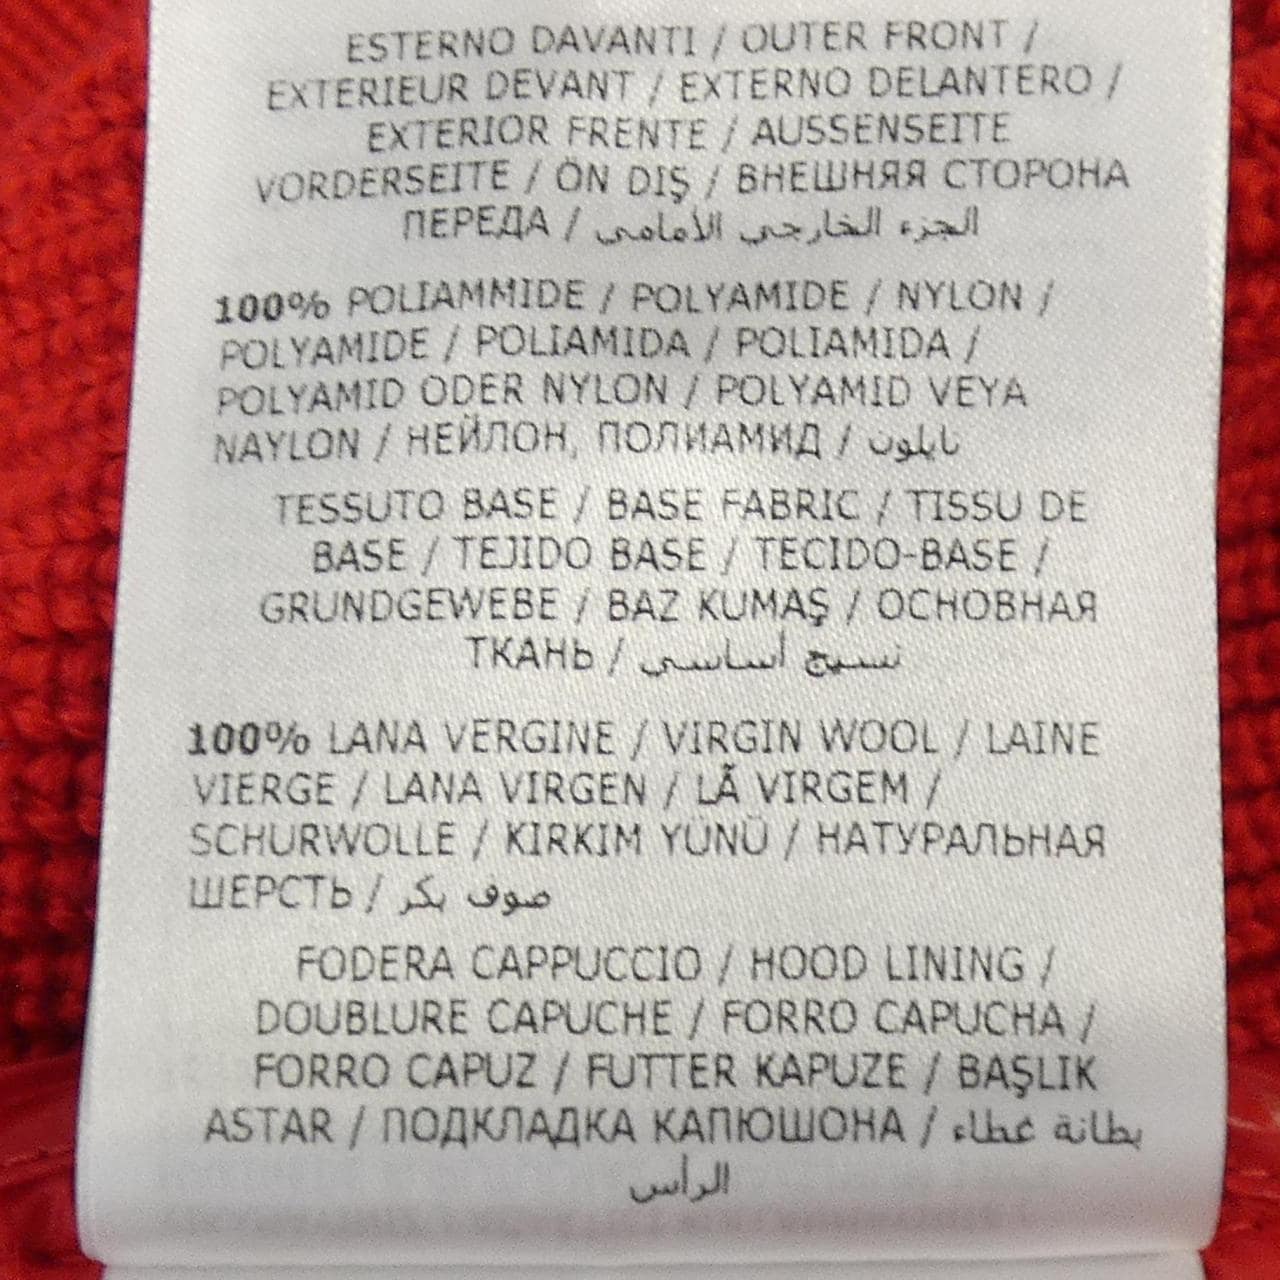 ESTERNO DAVANTI / OUTER FRONT /
EXTERIEUR DEVANT / EXTERNO DELANTERO /
EXTERIOR FRENTE / AUSSENSEITE
VORDERSEITE / ÖN DIŞ / ВНЕШНЯЯ СТОРОНА
ПЕРЕДА / الجزء الخارجي الأمامي
100% POLIAMMIDE / POLYAMIDE / NYLON /
POLYAMIDE / POLIAMIDA / POLIAMIDA /
POLYAMID ODER NYLON / POLYAMID VEYA
NAYLON / НЕЙЛОН, ПОЛИАМИД / نايلون
TESSUTO BASE / BASE FABRIC / TISSU DE
BASE / TEJIDO BASE / TECIDO-BASE /
GRUNDGEWEBE / BAZ KUMAŞ / ОСНОВНАЯ
ТКАНЬ / نسيج أساسي
100% LANA VERGINE / VIRGIN WOOL / LAINE
VIERGE / LANA VIRGEN / LÃ VIRGEM /
SCHURWOLLE / KIRKIM YÜNÜ / НАТУРАЛЬНАЯ
ШЕРСТЬ / صوف بكر
FODERA CAPPUCCIO / HOOD LINING /
DOUBLURE CAPUCHE / FORRO CAPUCHA /
FORRO CAPUZ / FUTTER KAPUZE / BAŞLIK
ASTAR / ПОДКЛАДКА КАПЮШОНА / بطانة غطاء
الرأس